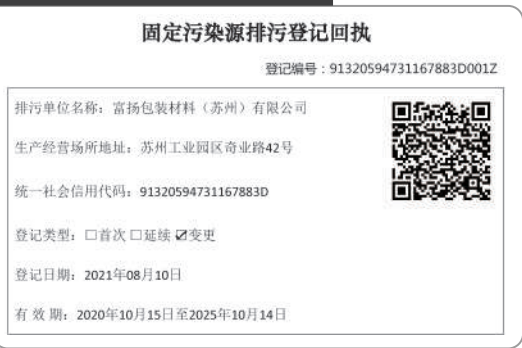 固定污染源排污登记回执
登记编号：91320594731167883D001Z
排污单位名称：富扬包装材料（苏州）有限公司
生产经营场所地址：苏州工业园区奇业路42号
统一社会信用代码：91320594731167883D
登记类型：□首次 □延续 ☑变更
登记日期：2021年08月10日
有 效 期：2020年10月15日至2025年10月14日